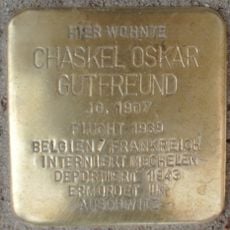 HIER WOHNTE
CHASKEL OSKAR
GUTFREUND
JG. 1907
FLUCHT 1939
BELGIEN / FRANKREICH
INTERNIERT MECHELEN
DEPORTIERT 1943
ERMORDET IN
AUSCHWITZ